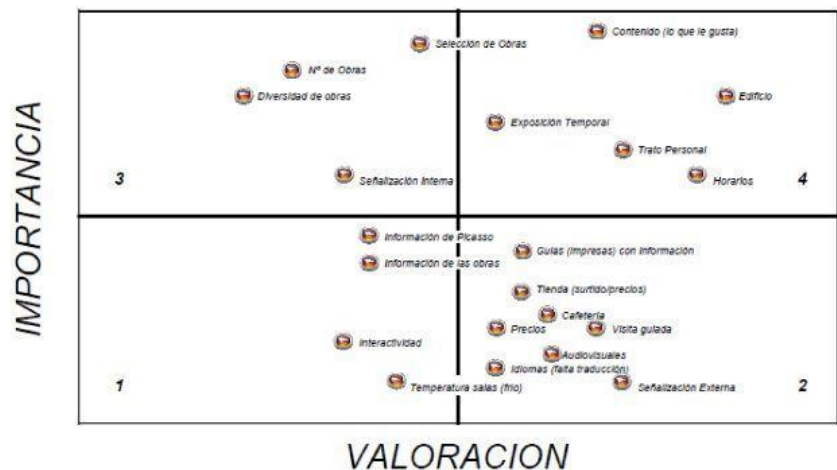 Contenido (lo que le gusta)
Selección de Obras
Nº de Obras
Diversidad de obras
Edificio
Exposición Temporal
Trato Personal
3
Señalización Interna
Horarios
4
IMPORTANCIA
Información de Picasso
Guías (impresas) con información
Información de las obras
Tienda (surtido/precios)
Cafetería
Precios
Visita guiada
Interactividad
Audiovisuales
Idiomas (falta traducción)
1
Temperatura salas (frío)
Señalización Externa
2
VALORACION